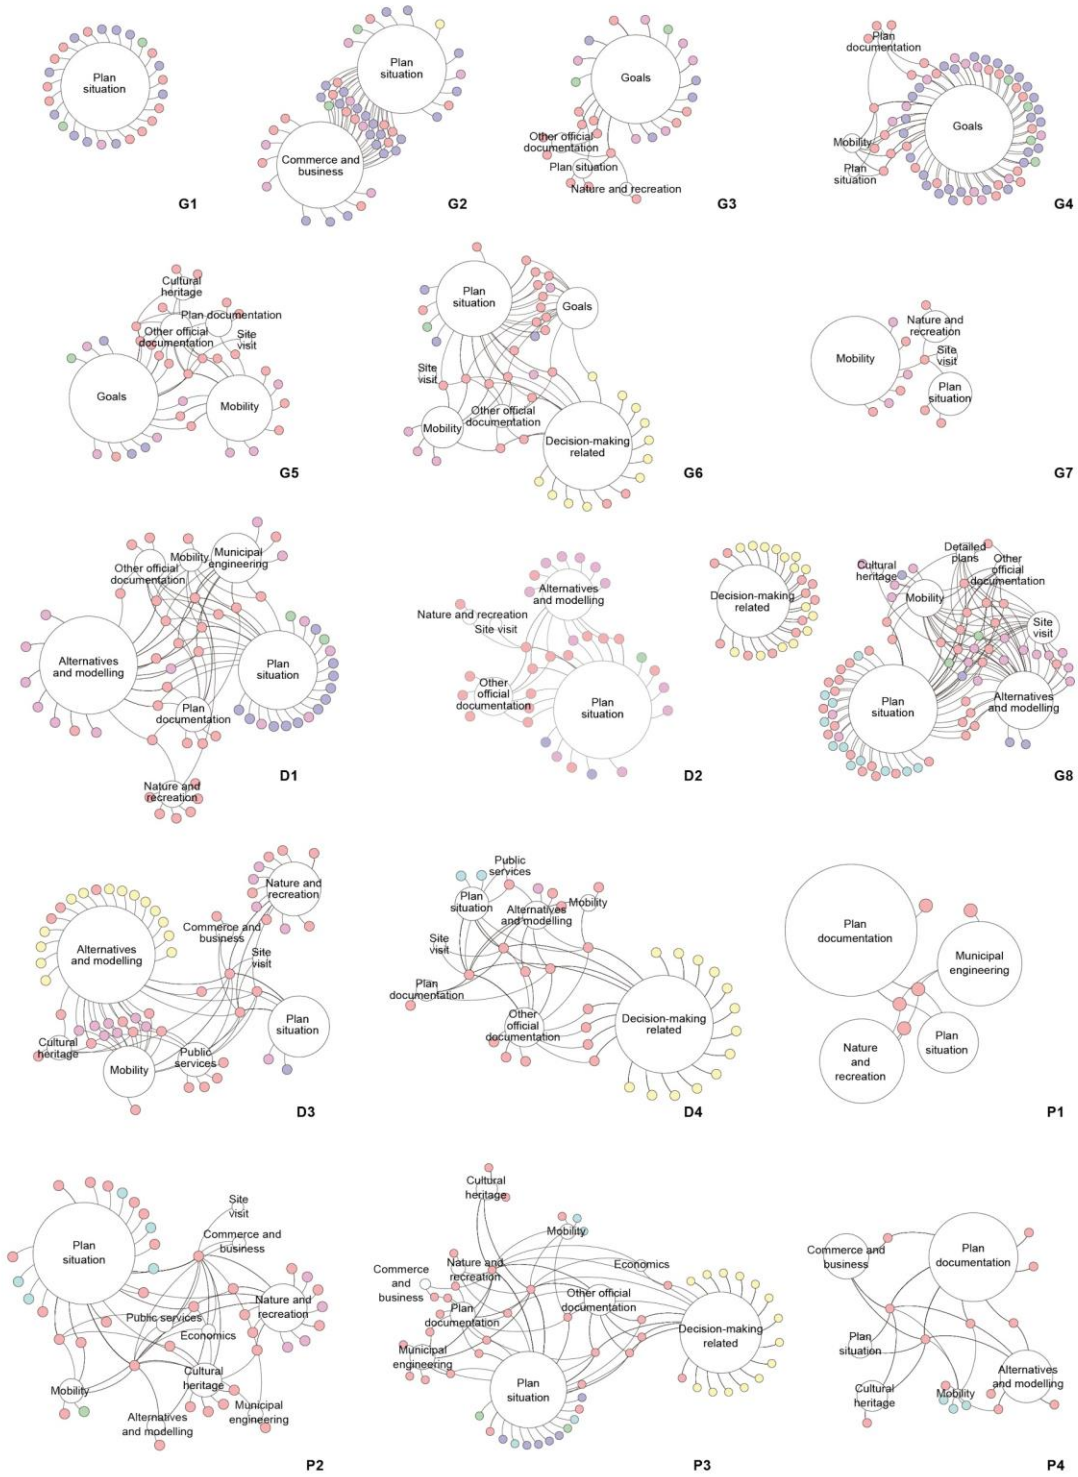 Plan
situation
G1
Plan
situation
Commerce and
business
G2
Goals
Other official
documentation
Plan situation
Nature and recreation
G3
Plan
documentation
Goals
Mobility
Plan
situation
G4
Cultural
heritage
Plan documentation
Other official
documentation
Site
visit
Goals
Mobility
G5
Plan
situation
Goals
Site
visit
Other official
documentation
Mobility
Decision-making
related
G6
Nature and
recreation
Mobility
Site
visit
Plan
situation
G7
Mobility
Municipal
engineering
Other official
documentation
Alternatives
and modelling
Plan
situation
Plan
documentation
Nature and
recreation
D1
Alternatives
and modelling
Nature and recreation
Site visit
Other
official
documentation
Plan
situation
D2
Decision-making
related
Detailed
plans
Other
official
documentation
Cultural
heritage
Mobility
Site
visit
Plan
situation
Alternatives
and modelling
G8
Nature and
recreation
Commerce and
business
Alternatives
and modelling
Site
visit
Plan
situation
Cultural
heritage
Public
services
Mobility
D3
Public
services
Plan
situation
Alternatives
and modelling
Mobility
Site
visit
Plan
documentation
Other
official
documentation
Decision-making
related
D4
Plan
documentation
Municipal
engineering
Plan
situation
Nature
and
recreation
P1
Site
visit
Commerce and
business
Plan
situation
Nature and
recreation
Public services
Economics
Cultural
heritage
Mobility
Municipal
engineering
Alternatives
and modelling
P2
Cultural
heritage
Mobility
Nature and
recreation
Economics
Commerce
and
business
Other official
documentation
Plan
documentation
Decision-making
related
Municipal
engineering
Plan
situation
P3
Commerce and
business
Plan
documentation
Plan
situation
Alternatives
and modelling
Cultural
heritage
Mobility
P4